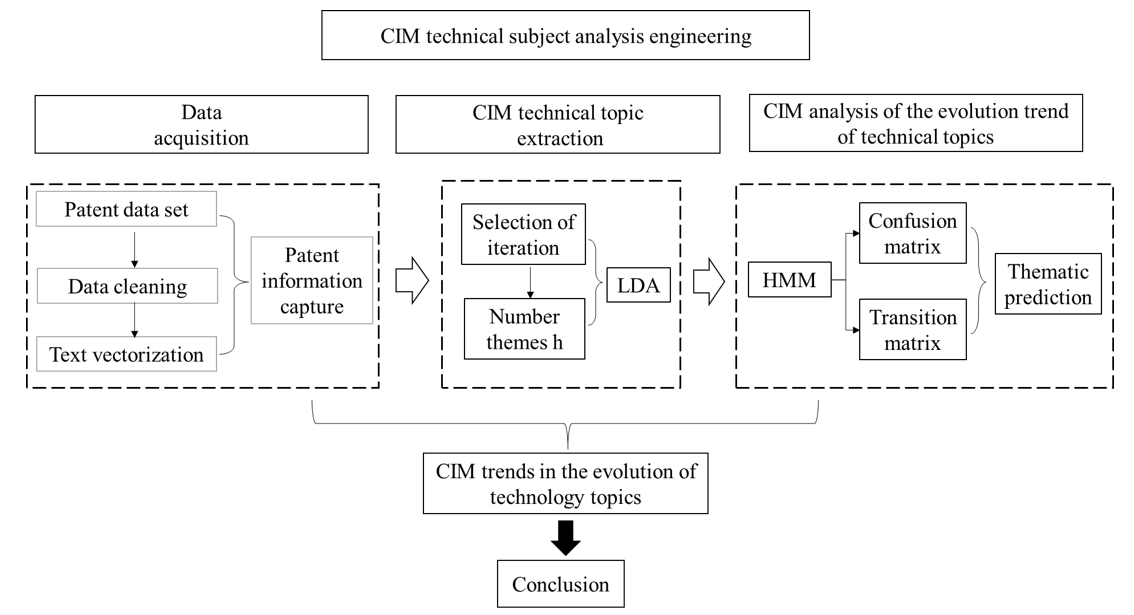 CIM technical subject analysis engineering
Data
acquisition
CIM technical topic
extraction
CIM analysis of the evolution trend
of technical topics
Patent data set
Data cleaning
Text vectorization
Patent
information
capture
Selection of
iteration
Number
themes h
LDA
HMM
Confusion
matrix
Transition
matrix
Thematic
prediction
CIM trends in the evolution of
technology topics
Conclusion